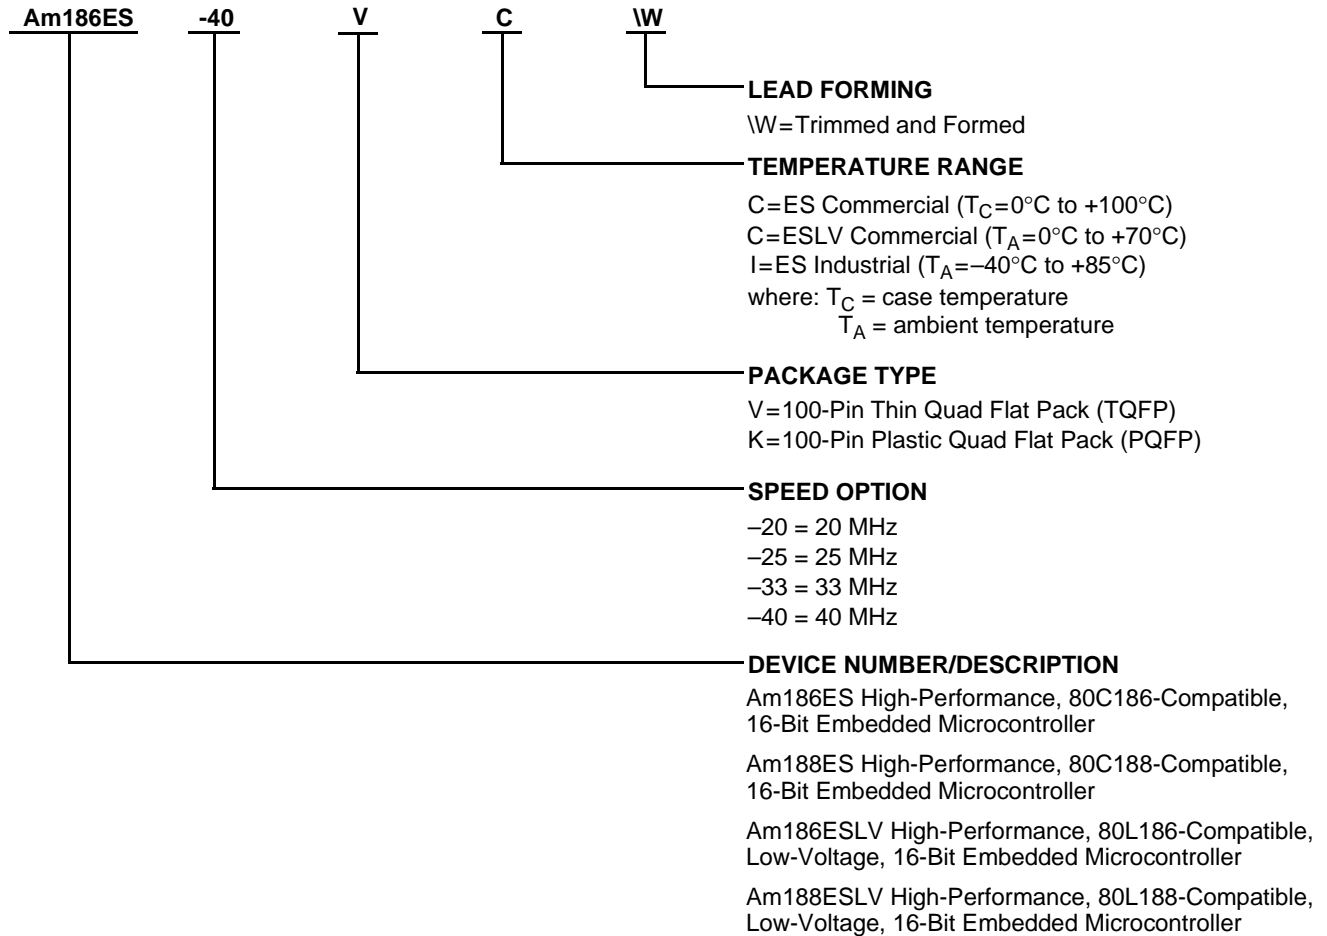 Am186ES -40 V C \W
LEAD FORMING
\W=Trimmed and Formed
TEMPERATURE RANGE
C=ES Commercial (TC=0°C to +100°C)
C=ESLV Commercial (TA=0°C to +70°C)
I=ES Industrial (TA=–40°C to +85°C)
where: TC = case temperature
TA = ambient temperature
PACKAGE TYPE
V=100-Pin Thin Quad Flat Pack (TQFP)
K=100-Pin Plastic Quad Flat Pack (PQFP)
SPEED OPTION
–20 = 20 MHz
–25 = 25 MHz
–33 = 33 MHz
–40 = 40 MHz
DEVICE NUMBER/DESCRIPTION
Am186ES High-Performance, 80C186-Compatible,
16-Bit Embedded Microcontroller
Am188ES High-Performance, 80C188-Compatible,
16-Bit Embedded Microcontroller
Am186ESLV High-Performance, 80L186-Compatible,
Low-Voltage, 16-Bit Embedded Microcontroller
Am188ESLV High-Performance, 80L188-Compatible,
Low-Voltage, 16-Bit Embedded Microcontroller